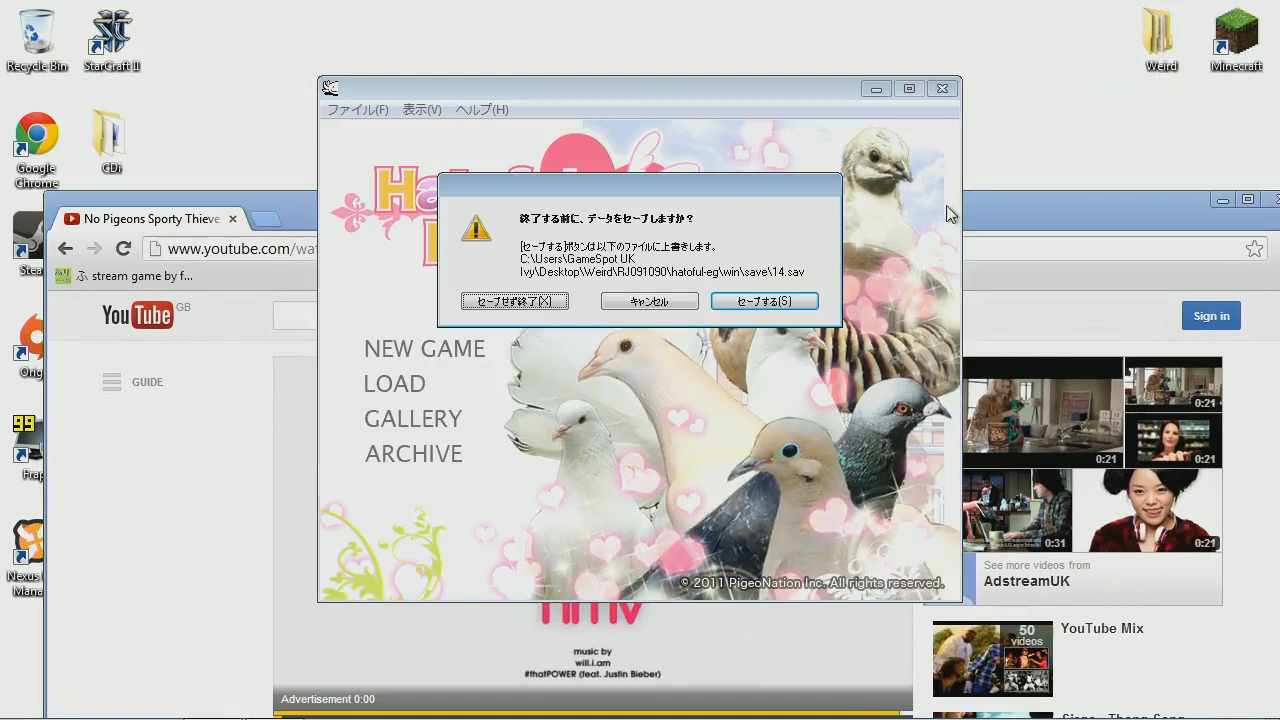 Recycle Bin
StarCraft II
Weird
Minecraft
Google Chrome
CDi
ファイル(F) 表示(V) ヘルプ(H)
終了する前に、データをセーブしますか？
[セーブする]ボタンは以下のファイルに上書きします。
C:\Users\GameSpot UK
Ivy\Desktop\Weird\RJ091090\hatoful-eg\win\save114.sav
セーブせず終了(X)
キャンセル
セーブする(S)
No Pigeons Sporty Thieve
www.youtube.com/wat
stream game by f...
You Tube GB
Sign in
GUIDE
NEW GAME
LOAD
GALLERY
ARCHIVE
© 2011 PigeoNation Inc. All rights reserved.
99
0:21
0:21
0:21
0:31
0:21
See more videos from
AdstreamUK
music by
will.i.am
#thatPOWER (feat. Justin Bieber)
Advertisement 0:00
50
videos
YouTube Mix